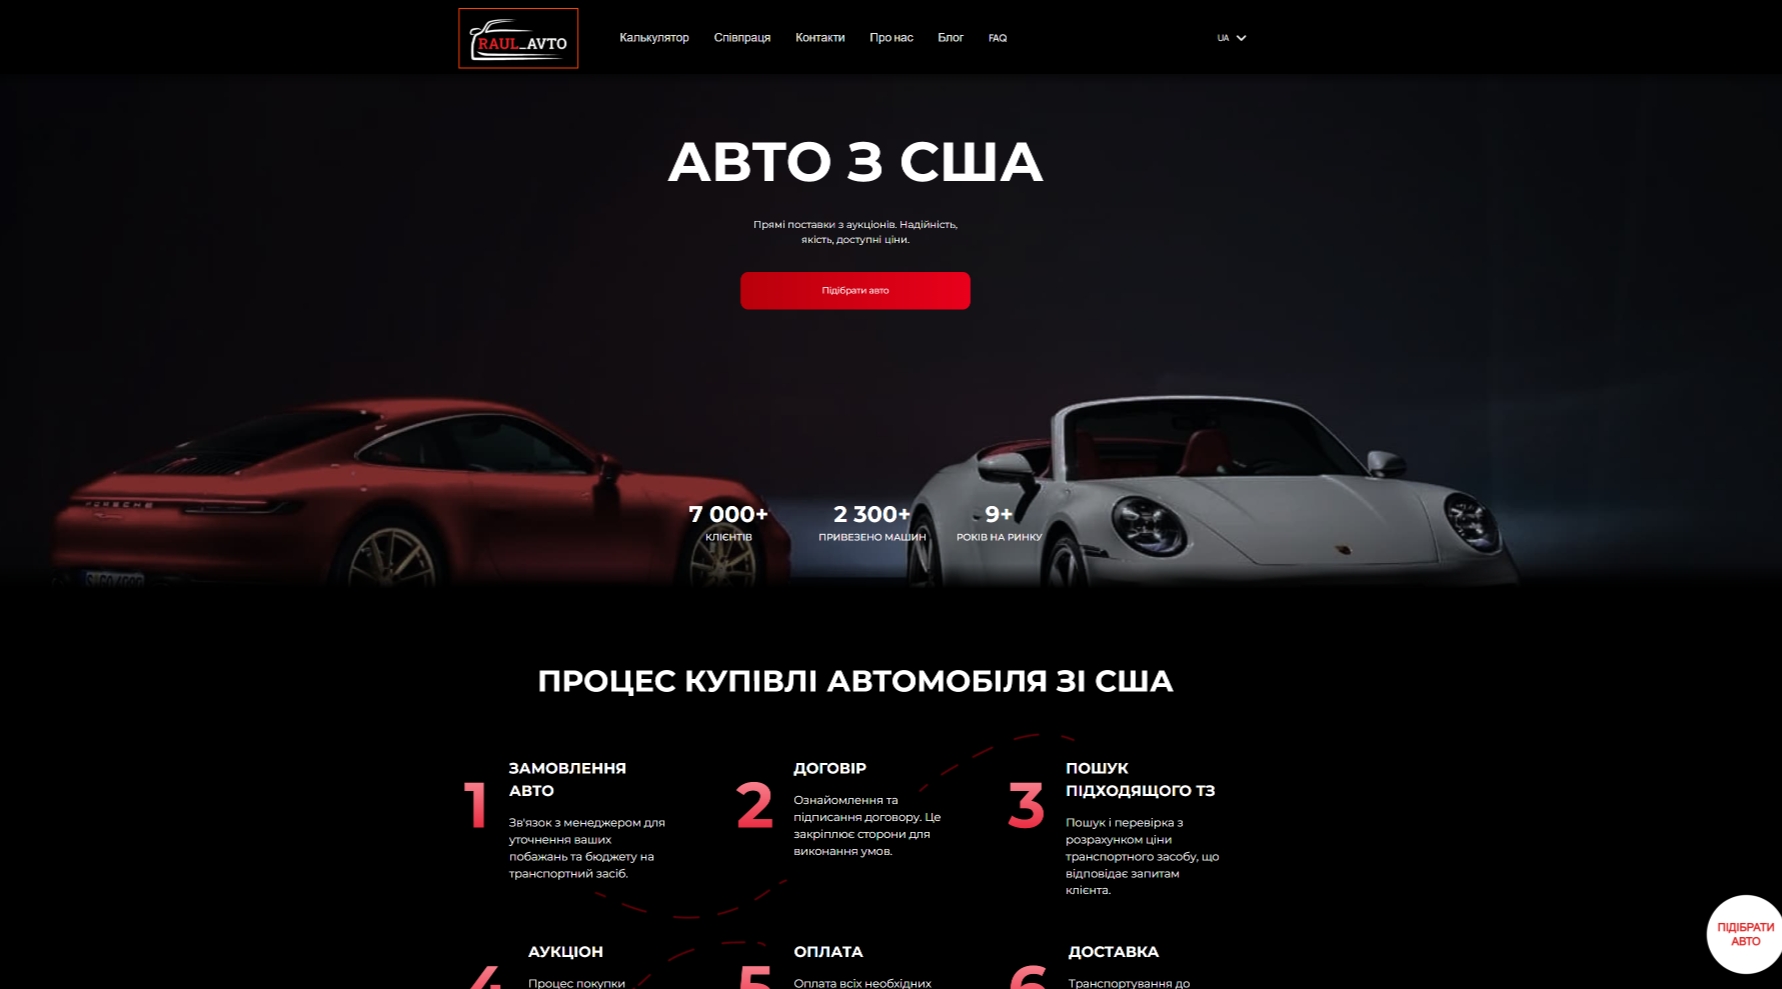 RAUL_AVTO
Калькулятор
Співпраця
Контакти
Про нас
Блог
FAQ
UA
АВТО З США
Прямі поставки з аукціонів. Надійність,
якість, доступні ціни.
Підібрати авто
PORSCHE
7 000+
КЛІЄНТІВ
2 300+
ПРИВЕЗЕНО МАШИН
9+
РОКІВ НА РИНКУ
ПРОЦЕС КУПІВЛІ АВТОМОБІЛЯ ЗІ США
1
ЗАМОВЛЕННЯ
АВТО
Зв'язок з менеджером для
уточнення ваших
побажань та бюджету на
транспортний засіб.
2
ДОГОВІР
Ознайомлення та
підписання договору. Це
закріплює сторони для
виконання умов.
3
ПОШУК
ПІДХОДЯЩОГО ТЗ
Пошук і перевірка з
розрахунком ціни
транспортного засобу, що
відповідає запитам
клієнта.
4
АУКЦІОН
Процес покупки
5
ОПЛАТА
Оплата всіх необхідних
6
ДОСТАВКА
Транспортування до
ПІДІБРАТИ
АВТО